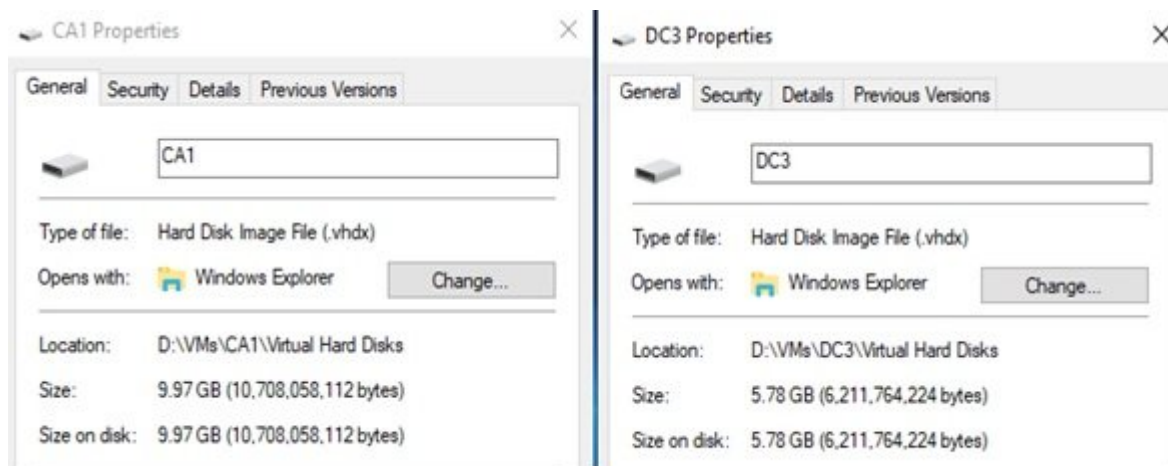 CA1 Properties
General Security Details Previous Versions
CA1
Type of file: Hard Disk Image File (.vhdx)
Opens with: Windows Explorer Change...
Location: D:\VMs\CA1\Virtual Hard Disks
Size: 9.97 GB (10,708,058,112 bytes)
Size on disk: 9.97 GB (10,708,058,112 bytes)
DC3 Properties
General Security Details Previous Versions
DC3
Type of file: Hard Disk Image File (.vhdx)
Opens with: Windows Explorer Change...
Location: D:\VMs\DC3\Virtual Hard Disks
Size: 5.78 GB (6,211,764,224 bytes)
Size on disk: 5.78 GB (6,211,764,224 bytes)